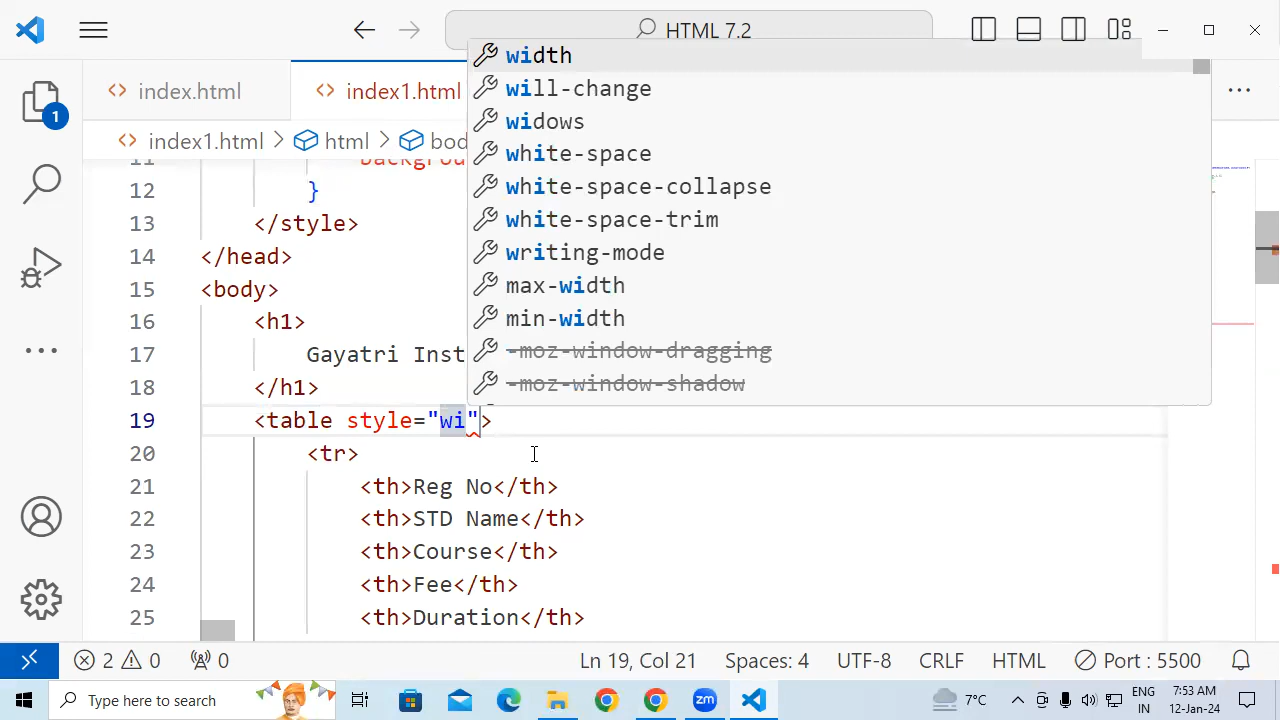 HTML 7.2
index.html
index1.html
index1.html > html > bod
width
will-change
widows
white-space
white-space-collapse
white-space-trim
writing-mode
max-width
min-width
-moz-window-dragging
-moz-window-shadow
1
11 backgrou
12 }
13 </style>
14 </head>
15 <body>
16 <h1>
17 Gayatri Inst
18 </h1>
19 <table style="wi">
20 <tr>
21 <th>Reg No</th>
22 <th>STD Name</th>
23 <th>Course</th>
24 <th>Fee</th>
25 <th>Duration</th>
2 0 0 Ln 19, Col 21 Spaces: 4 UTF-8 CRLF HTML Port : 5500
Type here to search zm 7°C ENG IN 7:53 AM 12-Jan-24